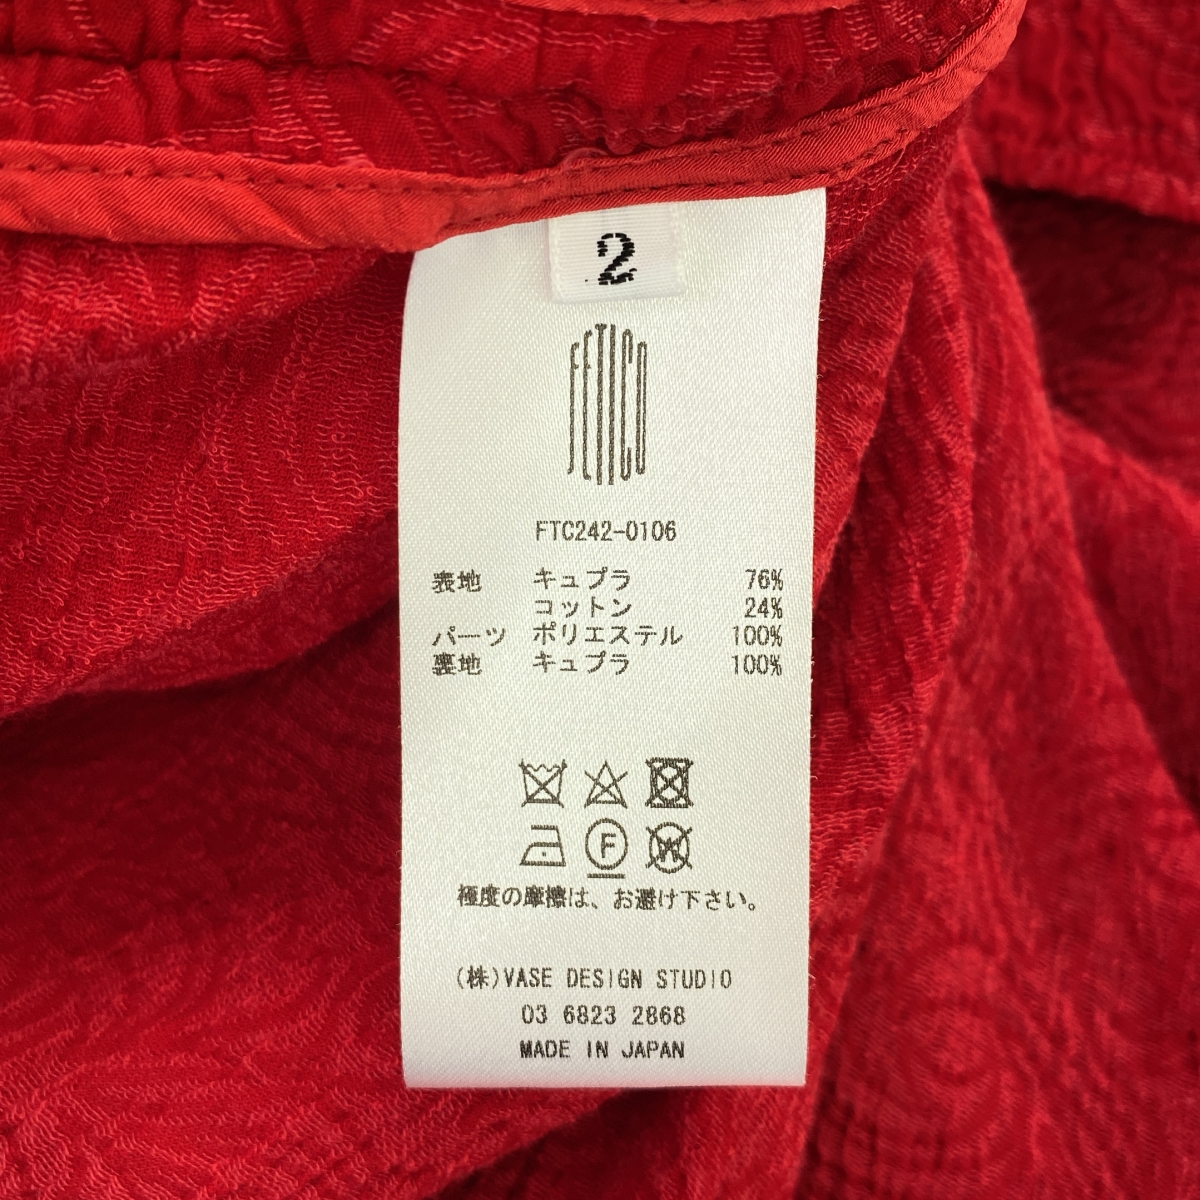 2
FETICO
FTC242-0106
表地 キュプラ 76%
コットン 24%
パーツ ポリエステル 100%
裏地 キュプラ 100%
F W
極度の摩擦は、お避け下さい。
(株)VASE DESIGN STUDIO
03 6823 2868
MADE IN JAPAN